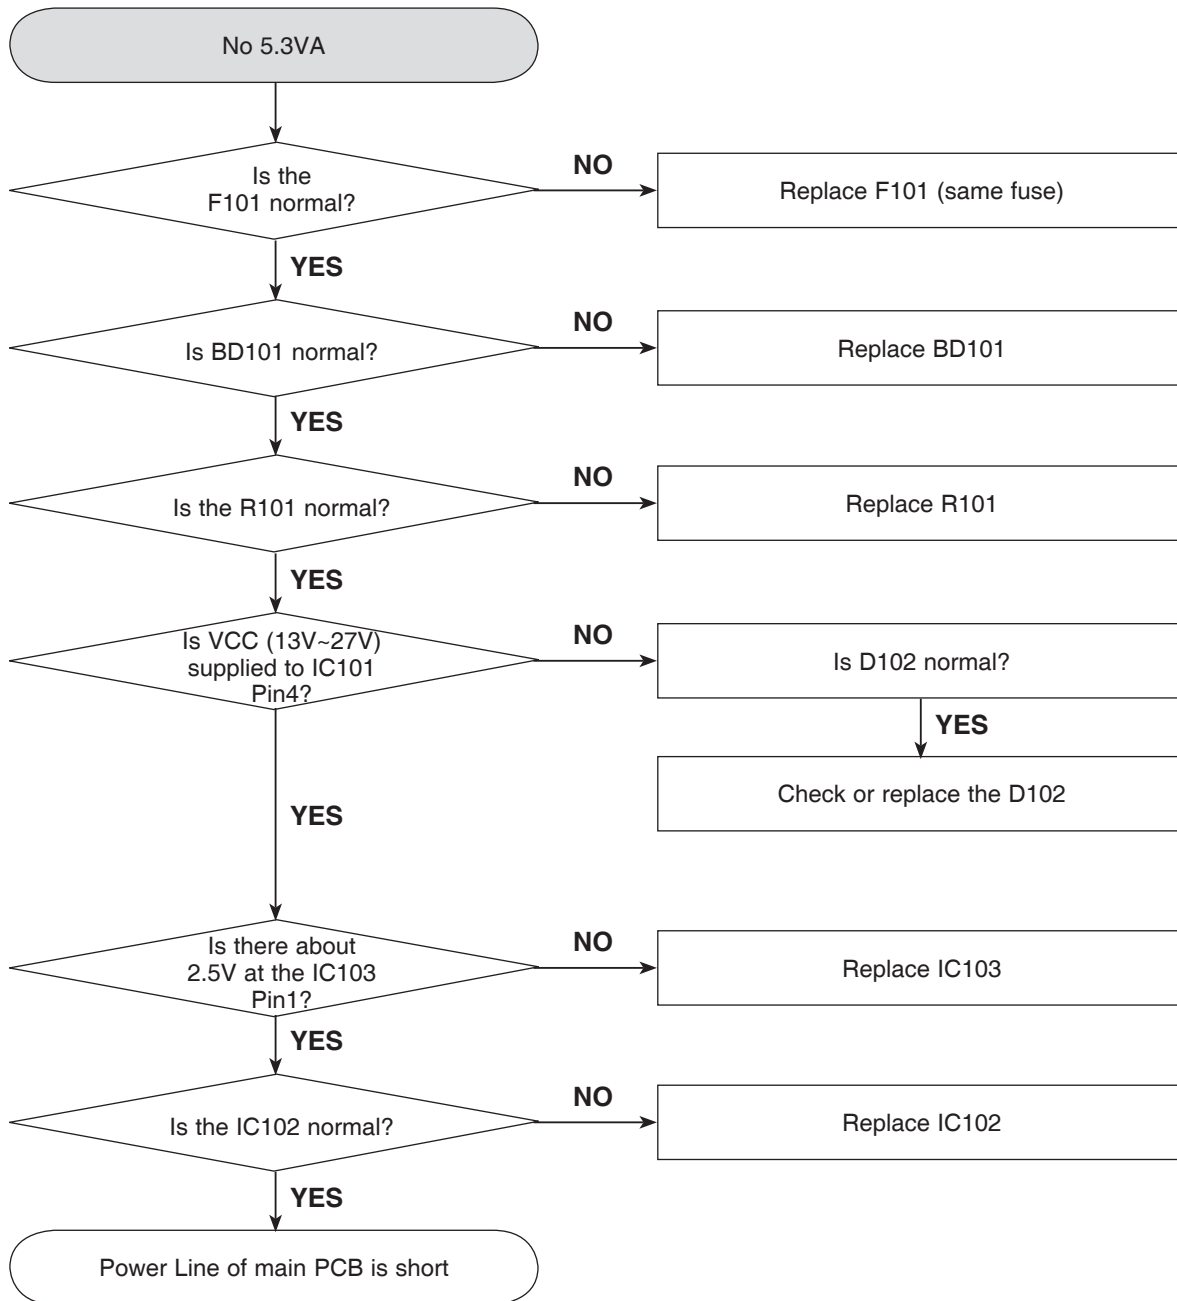 No 5.3VA
Is the
F101 normal?
NO
Replace F101 (same fuse)
YES
Is BD101 normal?
NO
Replace BD101
YES
Is the R101 normal?
NO
Replace R101
YES
Is VCC (13V~27V)
supplied to IC101
Pin4?
NO
Is D102 normal?
YES
Check or replace the D102
YES
Is there about
2.5V at the IC103
Pin1?
NO
Replace IC103
YES
Is the IC102 normal?
NO
Replace IC102
YES
Power Line of main PCB is short